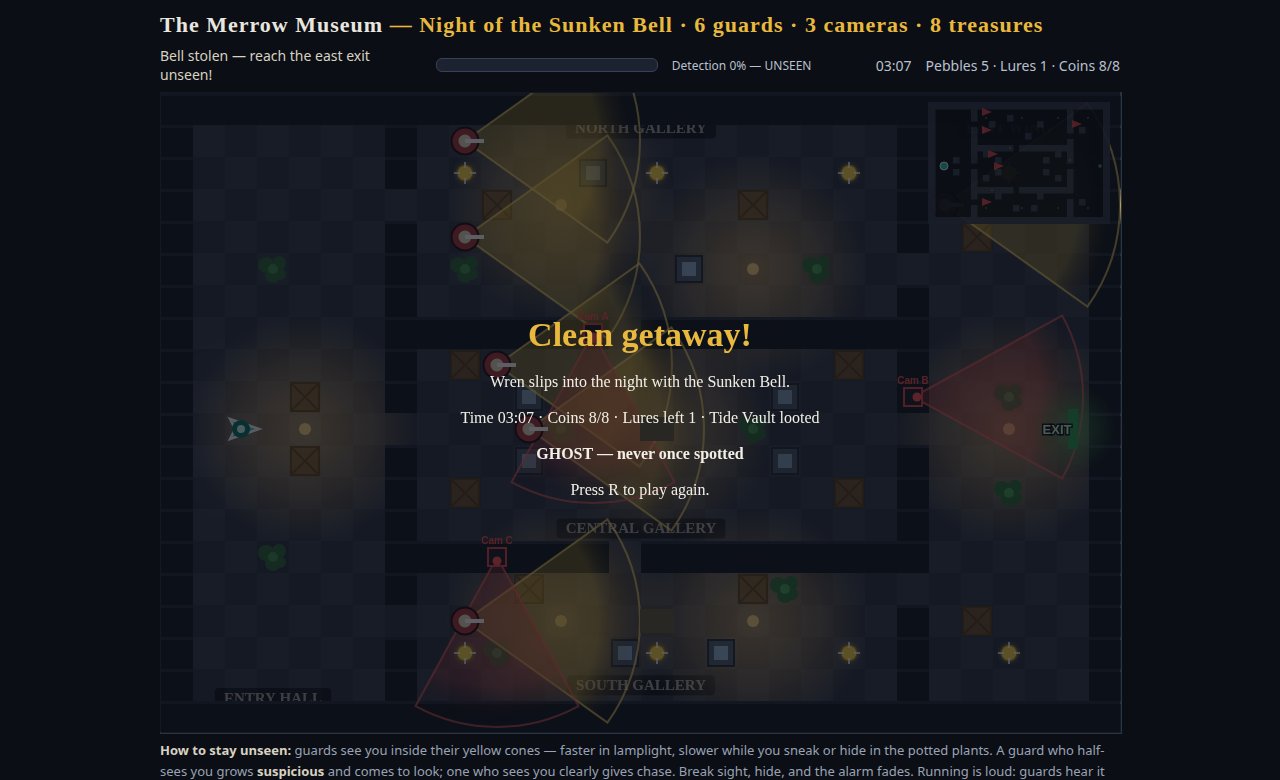 The Merrow Museum — Night of the Sunken Bell · 6 guards · 3 cameras · 8 treasures
Bell stolen — reach the east exit
unseen!
Detection 0% — UNSEEN
03:07 Pebbles 5 · Lures 1 · Coins 8/8
NORTH GALLERY
Cam A
Clean getaway!
Wren slips into the night with the Sunken Bell.
Cam B
Time 03:07 · Coins 8/8 · Lures left 1 · Tide Vault looted
EXIT
GHOST — never once spotted
Press R to play again.
CENTRAL GALLERY
Cam C
SOUTH GALLERY
ENTRY HALL
How to stay unseen: guards see you inside their yellow cones — faster in lamplight, slower while you sneak or hide in the potted plants. A guard who half-
sees you grows suspicious and comes to look; one who sees you clearly gives chase. Break sight, hide, and the alarm fades. Running is loud: guards hear it